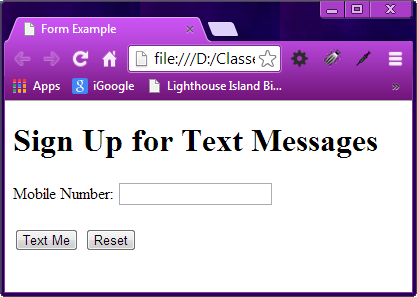 Form Example
file:///D:/Classe
Apps iGoogle Lighthouse Island Bi...
Sign Up for Text Messages
Mobile Number:
Text Me Reset